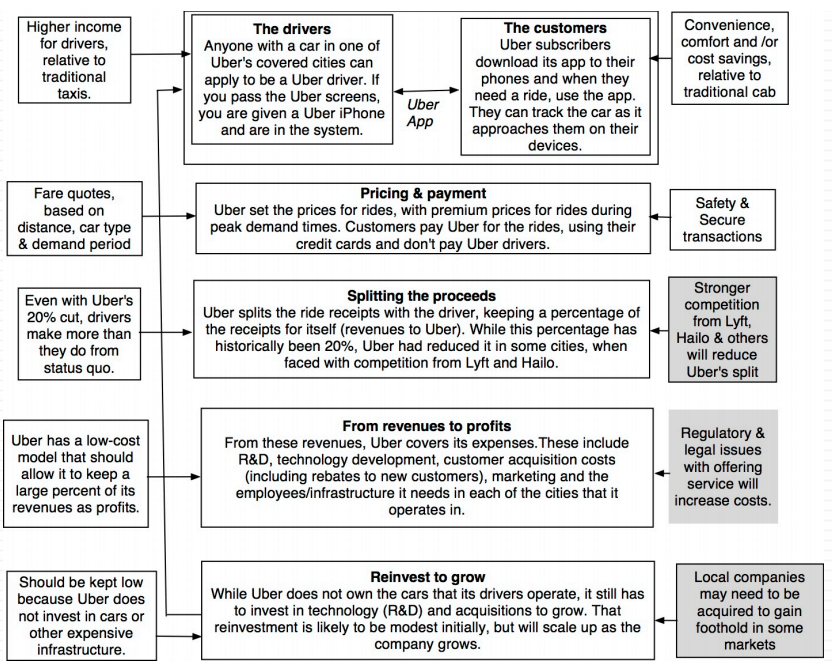 Higher income
for drivers,
relative to
traditional
taxis.
The drivers
Anyone with a car in one of
Uber's covered cities can
apply to be a Uber driver. If
you pass the Uber screens,
you are given a Uber iPhone
and are in the system.
Uber
App
The customers
Uber subscribers
download its app to their
phones and when they
need a ride, use the app.
They can track the car as it
approaches them on their
devices.
Convenience,
comfort and /or
cost savings,
relative to
traditional cab
Fare quotes,
based on
distance, car type
& demand period
Pricing & payment
Uber set the prices for rides, with premium prices for rides during
peak demand times. Customers pay Uber for the rides, using their
credit cards and don't pay Uber drivers.
Safety &
Secure
transactions
Even with Uber's
20% cut, drivers
make more than
they do from
status quo.
Splitting the proceeds
Uber splits the ride receipts with the driver, keeping a percentage of
the receipts for itself (revenues to Uber). While this percentage has
historically been 20%, Uber had reduced it in some cities, when
faced with competition from Lyft and Hailo.
Stronger
competition
from Lyft,
Hailo & others
will reduce
Uber's split
Uber has a low-cost
model that should
allow it to keep a
large percent of its
revenues as profits.
From revenues to profits
From these revenues, Uber covers its expenses.These include
R&D, technology development, customer acquisition costs
(including rebates to new customers), marketing and the
employees/infrastructure it needs in each of the cities that it
operates in.
Regulatory &
legal issues
with offering
service will
increase costs.
Should be kept low
because Uber does
not invest in cars or
other expensive
infrastructure.
Reinvest to grow
While Uber does not own the cars that its drivers operate, it still has
to invest in technology (R&D) and acquisitions to grow. That
reinvestment is likely to be modest initially, but will scale up as the
company grows.
Local companies
may need to be
acquired to gain
foothold in some
markets